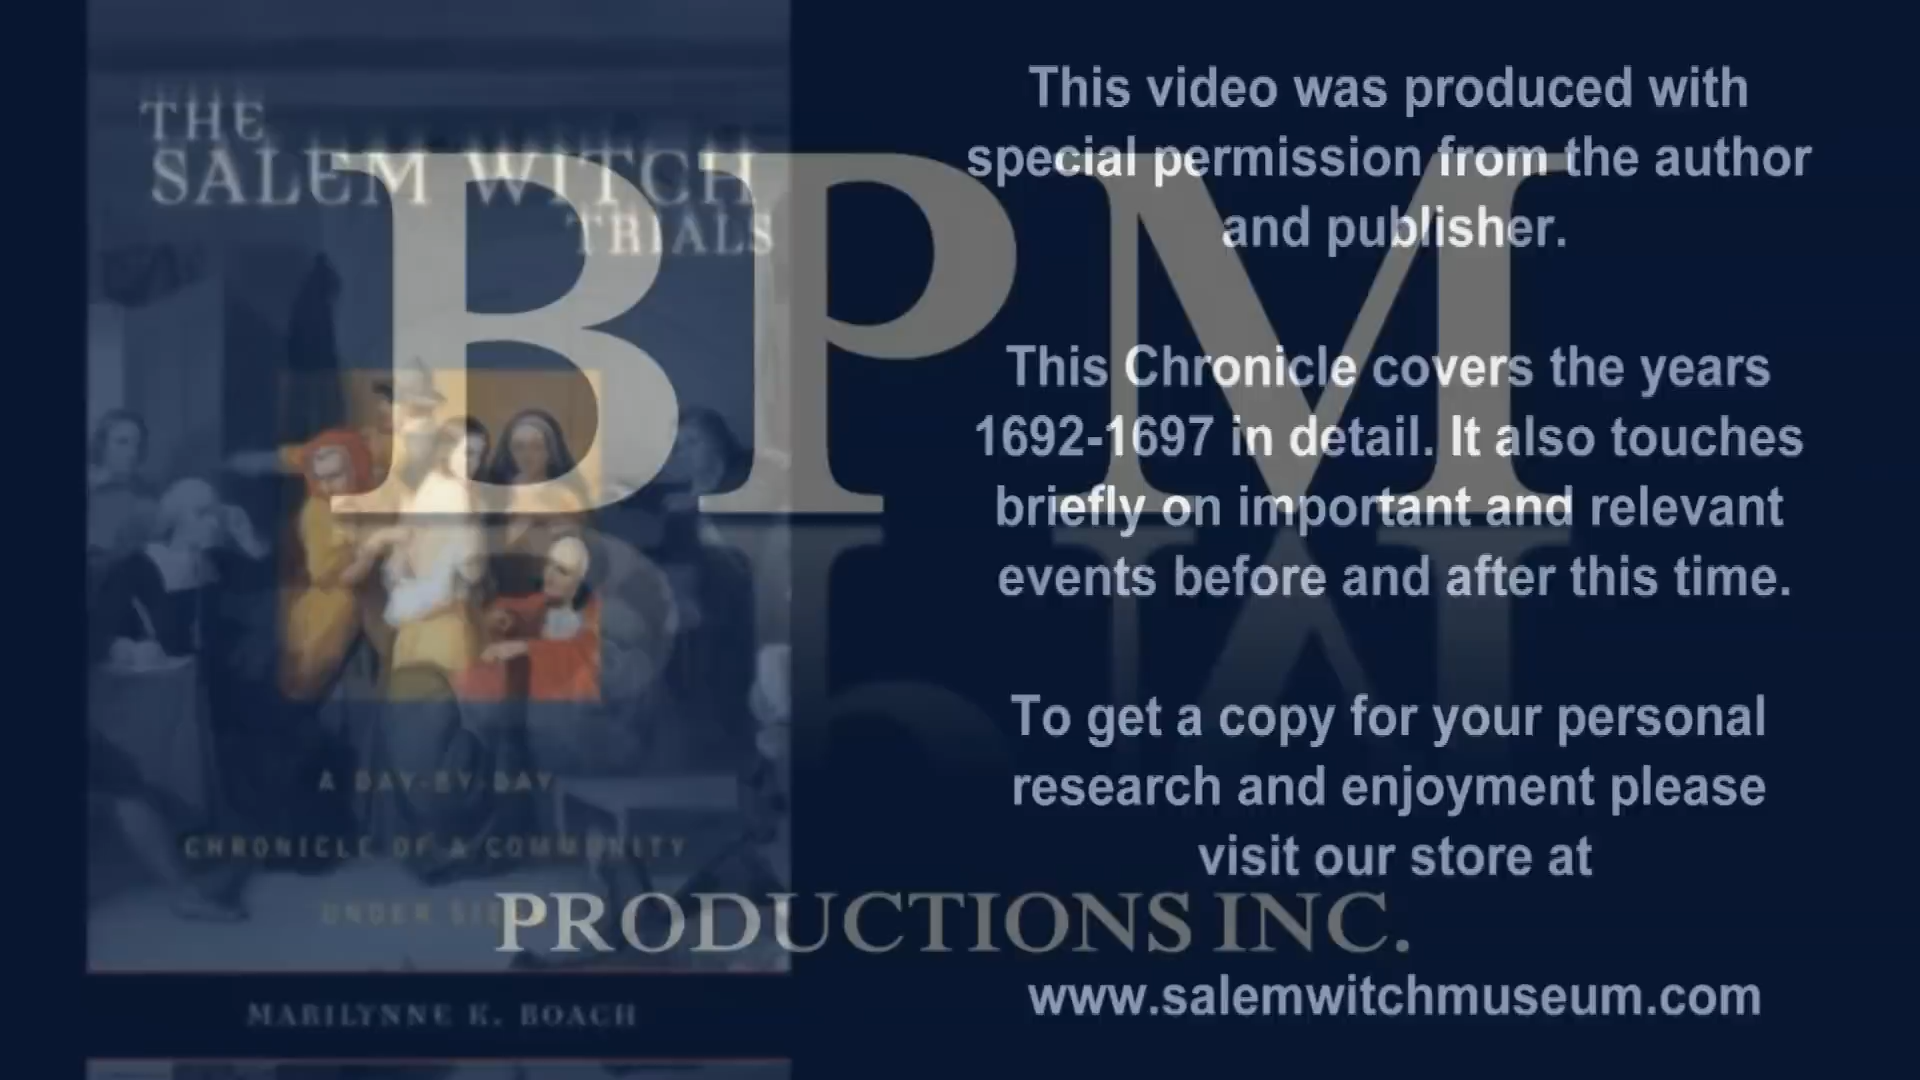 THE
SALEM WITCH
TRIALS
A DAY-BY-DAY
CHRONICLE OF A COMMUNITY
UNDER
MARILYNNE K. ROACH
BPM
PRODUCTIONS INC.
This video was produced with
special permission from the author
and publisher.
This Chronicle covers the years
1692-1697 in detail. It also touches
briefly on important and relevant
events before and after this time.
To get a copy for your personal
research and enjoyment please
visit our store at
www.salemwitchmuseum.com